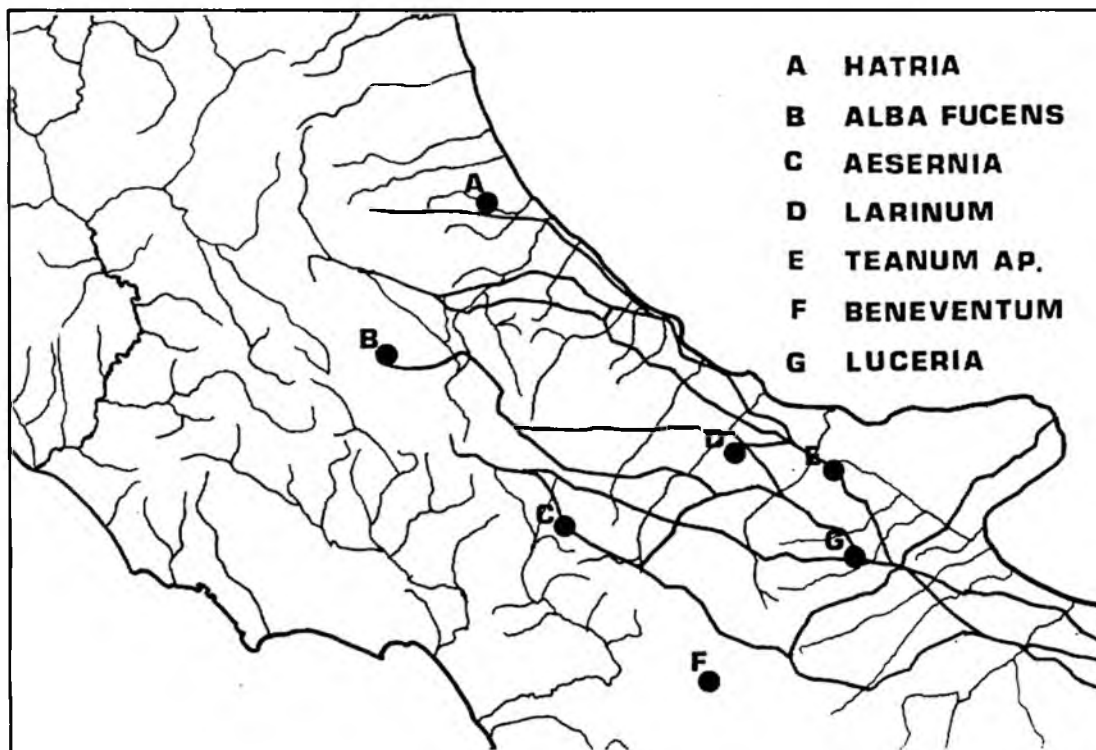 A HATRIA
B ALBA FUCENS
C AESERNIA
D LARINUM
E TEANUM AP.
F BENEVENTUM
G LUCERIA
A
B
D
B
C
G
F